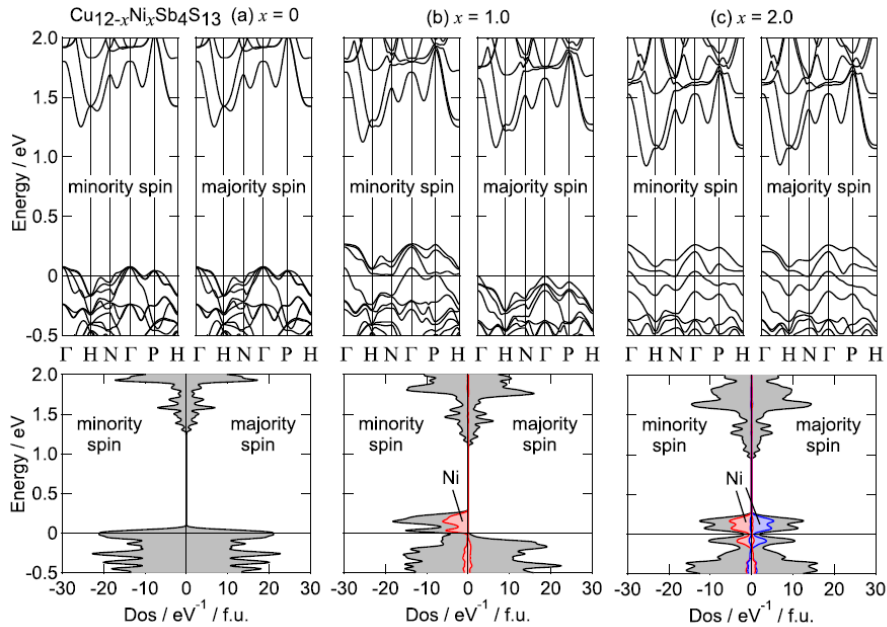 Cu12-xNixSb4S13 (a) x = 0
(b) x = 1.0
(c) x = 2.0
2.0
1.5
1.0
0.5
0
-0.5
Energy / eV
minority spin
majority spin
minority spin
majority spin
minority spin
majority spin
Γ H N Γ P H
Γ H N Γ P H
Γ H N Γ P H
Γ H N Γ P H
Γ H N Γ P H
Γ H N Γ P H
2.0
1.5
1.0
0.5
0
-0.5
Energy / eV
minority
spin
majority
spin
minority
spin
majority
spin
Ni
minority
spin
majority
spin
Ni
-30 -20 -10 0 10 20 30
-30 -20 -10 0 10 20 30
-30 -20 -10 0 10 20 30
Dos / eV-1 / f.u.
Dos / eV-1 / f.u.
Dos / eV-1 / f.u.